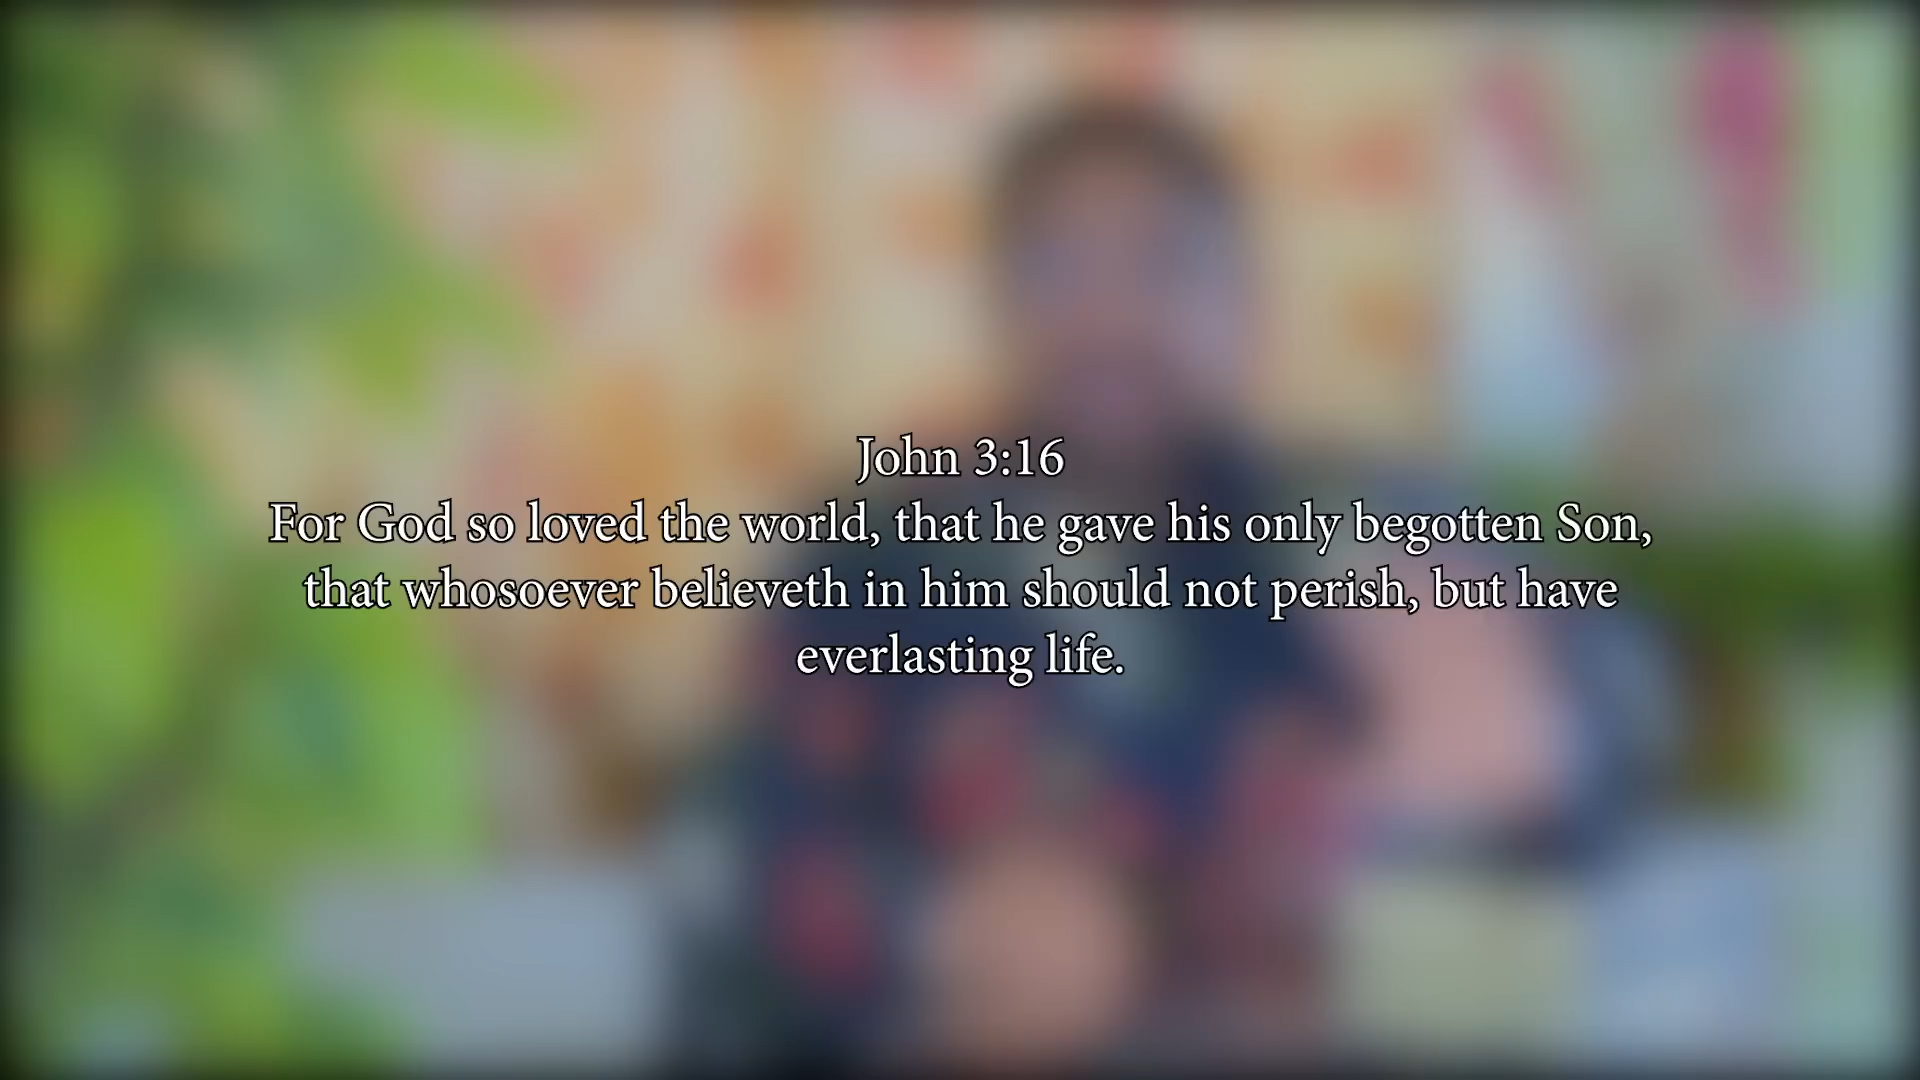 John 3:16
For God so loved the world, that he gave his only begotten Son,
that whosoever believeth in him should not perish, but have
everlasting life.